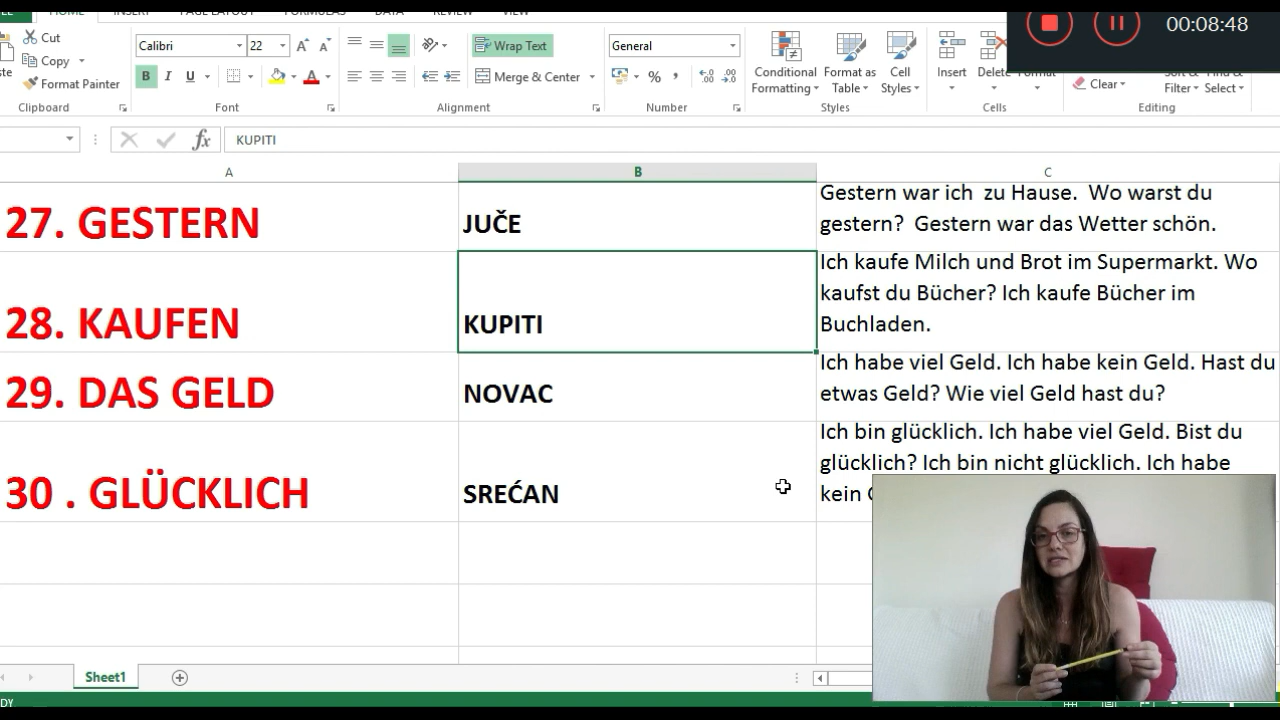 HOME INSERT PAGE LAYOUT FORMULAS DATA REVIEW VIEW
00:08:48
Cut
Copy
Format Painter
Clipboard
Calibri 22
B I U
Font
Wrap Text
Merge & Center
Alignment
General
Number
Conditional Formatting
Format as Table
Cell Styles
Styles
Insert Delete Format
Cells
Clear
Sort & Filter
Find & Select
Editing
fx KUPITI
A B C
27. GESTERN
JUČE
Gestern war ich zu Hause. Wo warst du
gestern? Gestern war das Wetter schön.
28. KAUFEN
KUPITI
Ich kaufe Milch und Brot im Supermarkt. Wo
kaufst du Bücher? Ich kaufe Bücher im
Buchladen.
29. DAS GELD
NOVAC
Ich habe viel Geld. Ich habe kein Geld. Hast du
etwas Geld? Wie viel Geld hast du?
30 . GLÜCKLICH
SREĆAN
Ich bin glücklich. Ich habe viel Geld. Bist du
glücklich? Ich bin nicht glücklich. Ich habe
kein
Sheet1